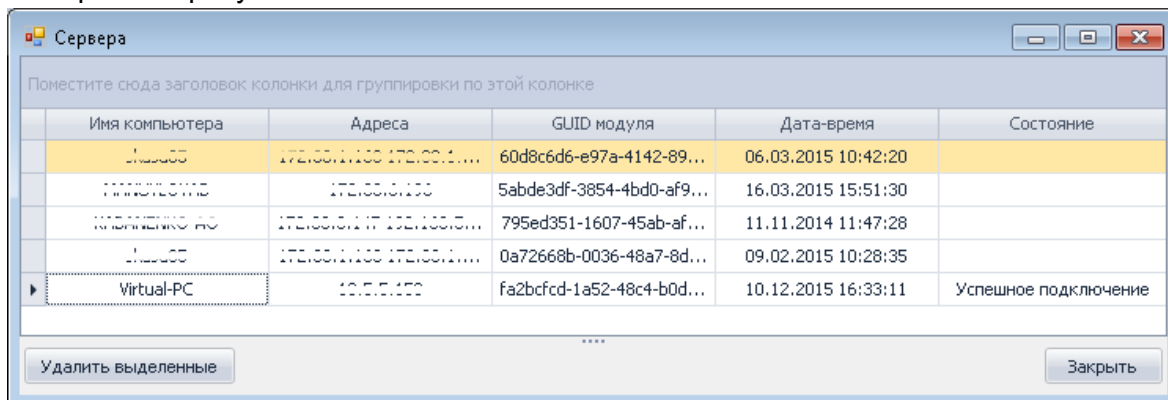 Сервера
Поместите сюда заголовок колонки для группировки по этой колонке
Имя компьютера Адреса GUID модуля Дата-время Состояние
60d8c6d6-e97a-4142-89... 06.03.2015 10:42:20
5abde3df-3854-4bd0-af9... 16.03.2015 15:51:30
795ed351-1607-45ab-af... 11.11.2014 11:47:28
0a72668b-0036-48a7-8d... 09.02.2015 10:28:35
Virtual-PC fa2bcfcd-1a52-48c4-b0d... 10.12.2015 16:33:11 Успешное подключение
Удалить выделенные Закрыть